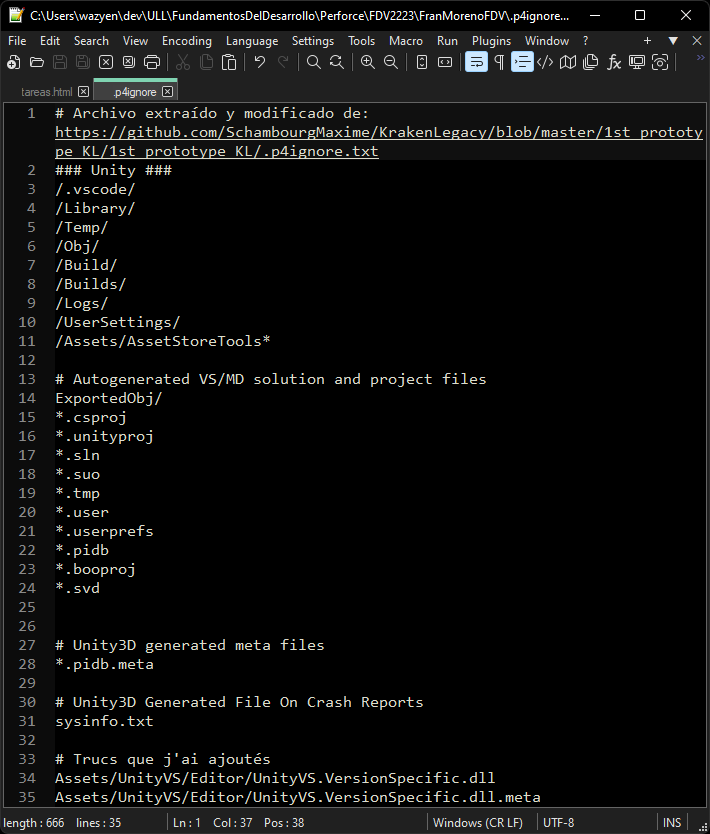 C:\Users\wazyen\dev\ULL\FundamentosDelDesarrollo\Perforce\FDV2223\FranMorenoFDV\.p4ignore...
File Edit Search View Encoding Language Settings Tools Macro Run Plugins Window ? + ▼ ✕
tareas.html .p4ignore
1 # Archivo extraído y modificado de:
https://github.com/SchambourgMaxime/KrakenLegacy/blob/master/1st_prototy
pe_KL/1st_prototype_KL/.p4ignore.txt
2 ### Unity ###
3 /.vscode/
4 /Library/
5 /Temp/
6 /Obj/
7 /Build/
8 /Builds/
9 /Logs/
10 /UserSettings/
11 /Assets/AssetStoreTools*
12
13 # Autogenerated VS/MD solution and project files
14 ExportedObj/
15 *.csproj
16 *.unityproj
17 *.sln
18 *.suo
19 *.tmp
20 *.user
21 *.userprefs
22 *.pidb
23 *.booproj
24 *.svd
25
26
27 # Unity3D generated meta files
28 *.pidb.meta
29
30 # Unity3D Generated File On Crash Reports
31 sysinfo.txt
32
33 # Trucs que j'ai ajoutés
34 Assets/UnityVS/Editor/UnityVS.VersionSpecific.dll
35 Assets/UnityVS/Editor/UnityVS.VersionSpecific.dll.meta
length : 666 lines : 35 Ln : 1 Col : 37 Pos : 38 Windows (CR LF) UTF-8 INS